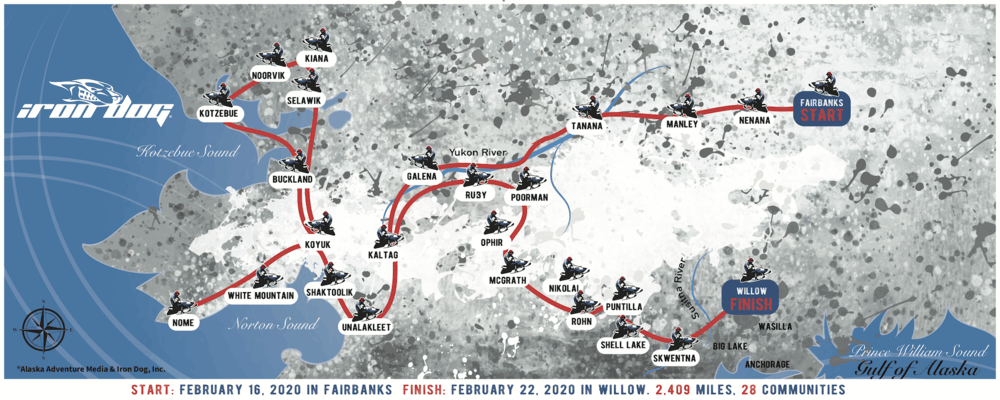 KIANA
NOORVIK
iron dog
KOTZEBUE
SELAWIK
FAIRBANKS
START
TANANA
MANLEY
NENANA
Kotzebue Sound
Yukon River
BUCKLAND
GALENA
RUBY
POORMAN
KOYUK
KALTAG
OPHIR
MCGRATH
NIKOLAI
Susitna River
WILLOW
FINISH
WHITE MOUNTAIN
SHAKTOOLIK
PUNTILLA
NOME
Norton Sound
UNALAKLEET
ROHN
WASILLA
SHELL LAKE
BIG LAKE
SKWENTNA
Prince William Sound
ANCHORAGE
Gulf of Alaska
N
E
S
W
*Alaska Adventure Media & Iron Dog, Inc.
START: FEBRUARY 16, 2020 IN FAIRBANKS FINISH: FEBRUARY 22, 2020 IN WILLOW. 2,409 MILES, 28 COMMUNITIES